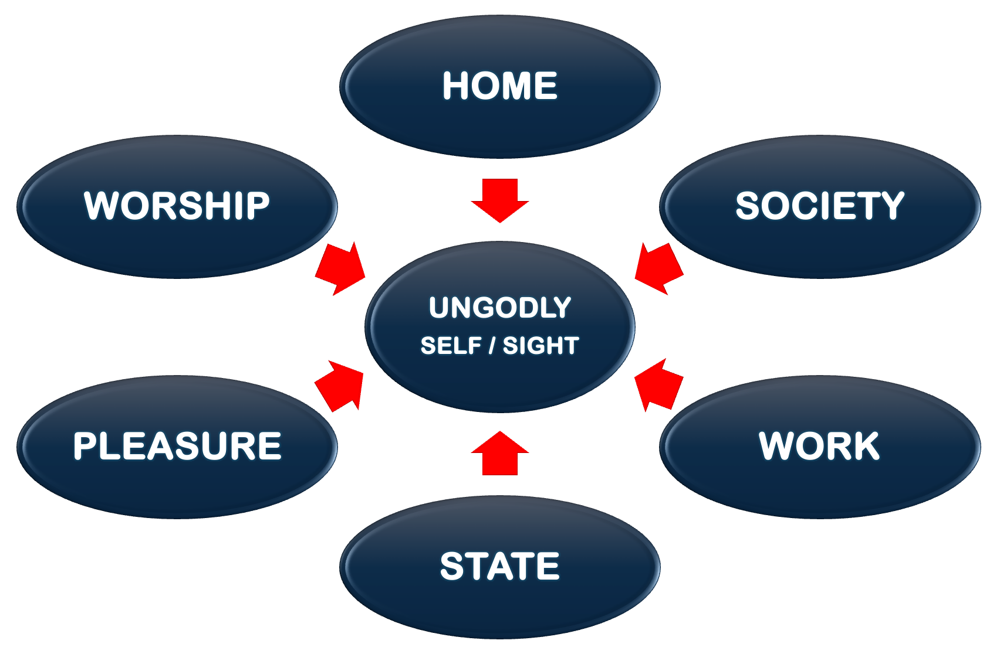 HOME
WORSHIP
SOCIETY
UNGODLY
SELF / SIGHT
PLEASURE
WORK
STATE